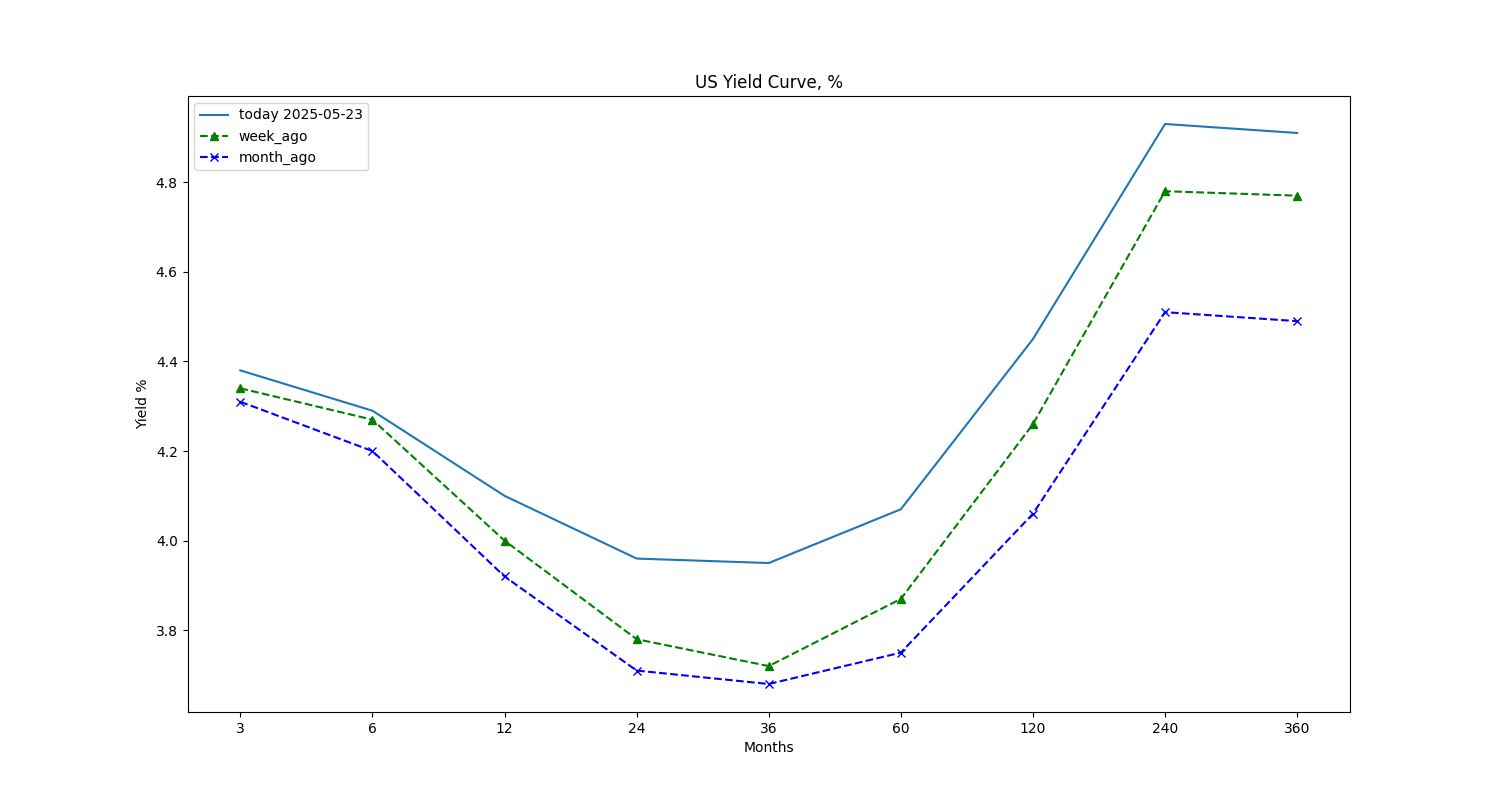 US Yield Curve, %
today 2025-05-23
week_ago
month_ago
4.8
4.6
4.4
4.2
4.0
3.8
Yield %
3 6 12 24 36 60 120 240 360
Months